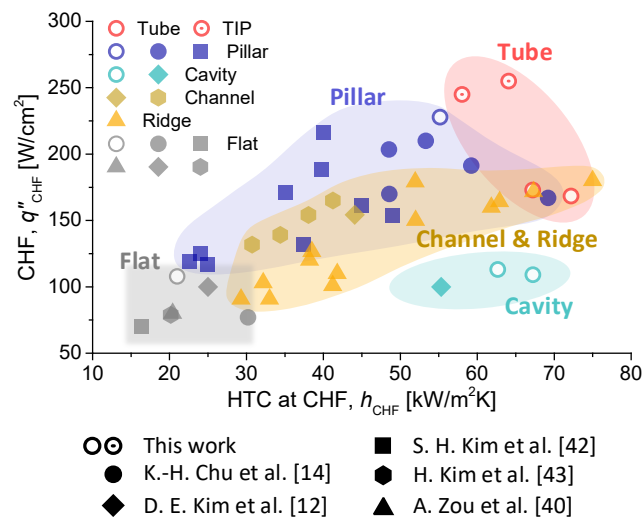 Tube TIP
Pillar
Cavity
Channel
Ridge
Flat
Tube
Pillar
Channel & Ridge
Flat
Cavity
300
250
200
150
100
50
CHF, q″CHF [W/cm²]
10 20 30 40 50 60 70 80
HTC at CHF, hCHF [kW/m²K]
This work
S. H. Kim et al. [42]
K.-H. Chu et al. [14]
H. Kim et al. [43]
D. E. Kim et al. [12]
A. Zou et al. [40]